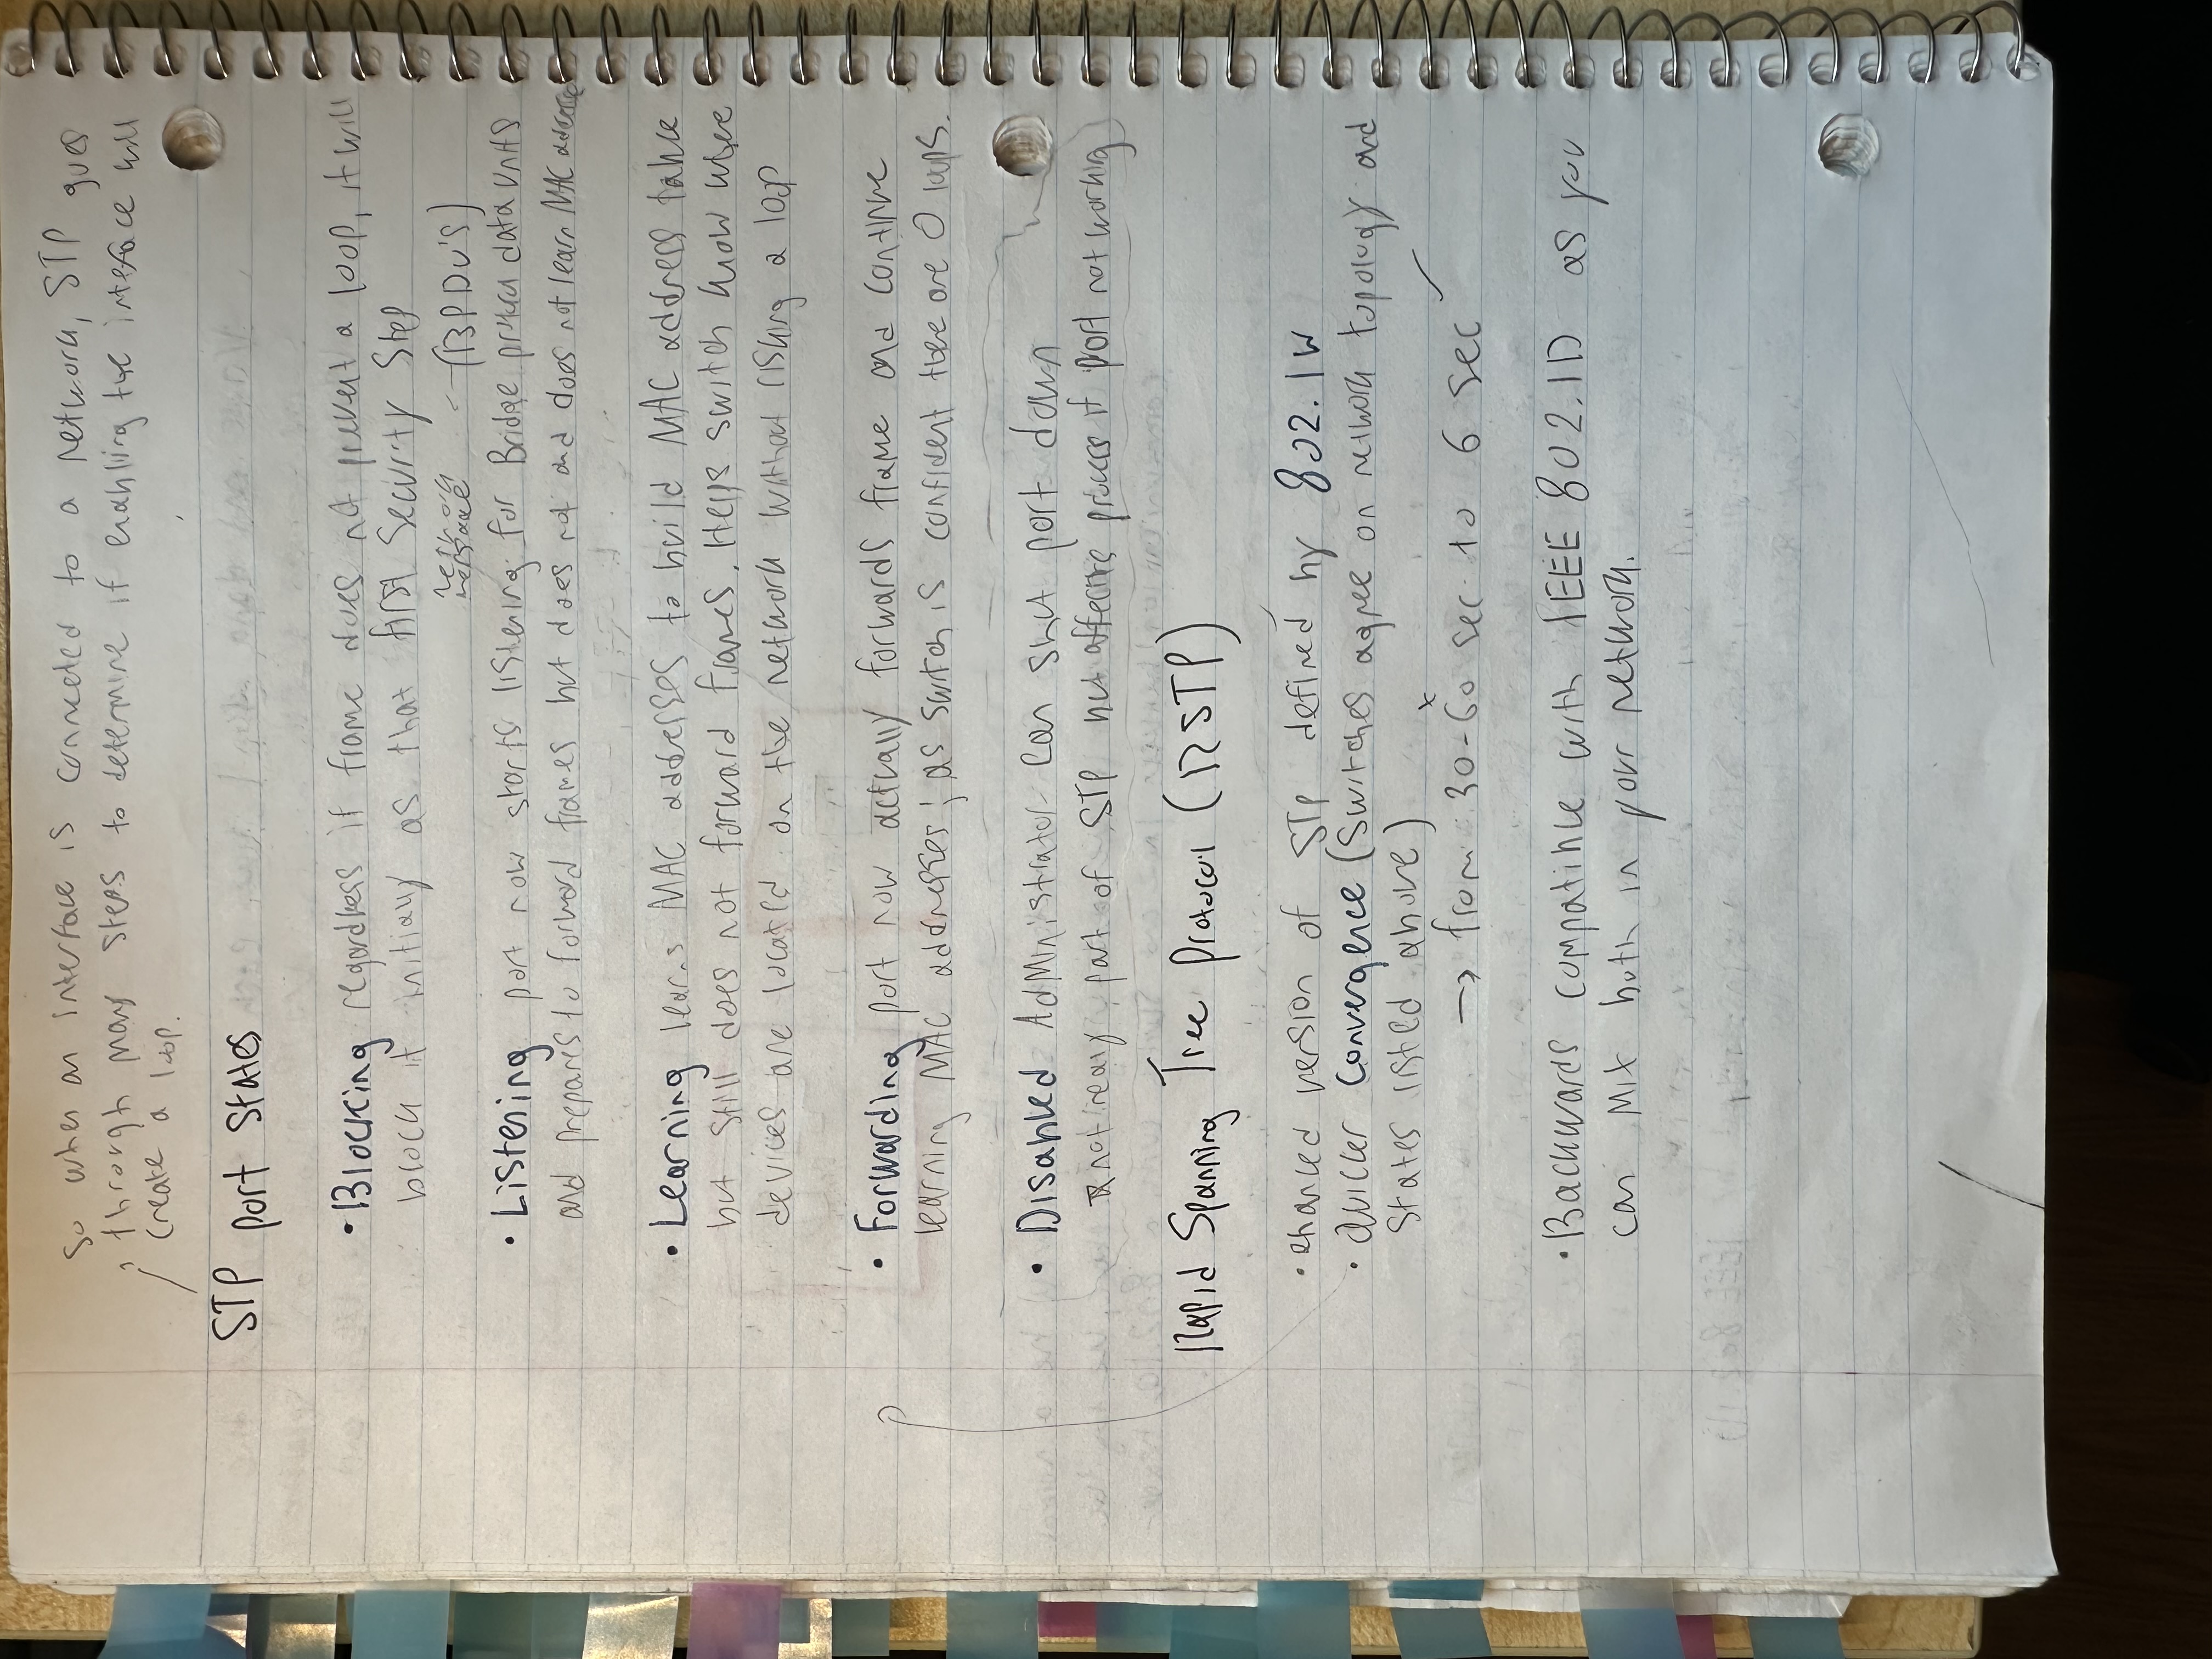 so when an interface is connected to a network, STP goes
through many steps to determine if enabling the interface will
create a loop.
STP port states
• Blocking regardless if frame does not prevent a loop, it will
block it initially as that first Security Step
network message <- (BPDU's)
• Listening port now starts listening for Bridge data units
and prepares to forward frames but does not and does not learn MAC addresses
• Learning learns MAC addresses to build MAC address table
but still does not forward frames. Helps switch know where
devices are located on the network without risking a loop
• Forwarding port now actually forwards frame and continue
learning MAC addresses; as switch is confident there are 0 loops.
• Disabled Administrator can shut port down
*not really part of STP but affects process if port not working
Rapid Spanning Tree Protocol (RSTP)
• enhanced version of STP defined by 802.1w
• Quicker Convergence (Switches agree on network topology and
States listed above)
→ from 30-60 sec to 6 sec
• Backwards compatible with IEEE 802.1D as you
can mix both in your network.